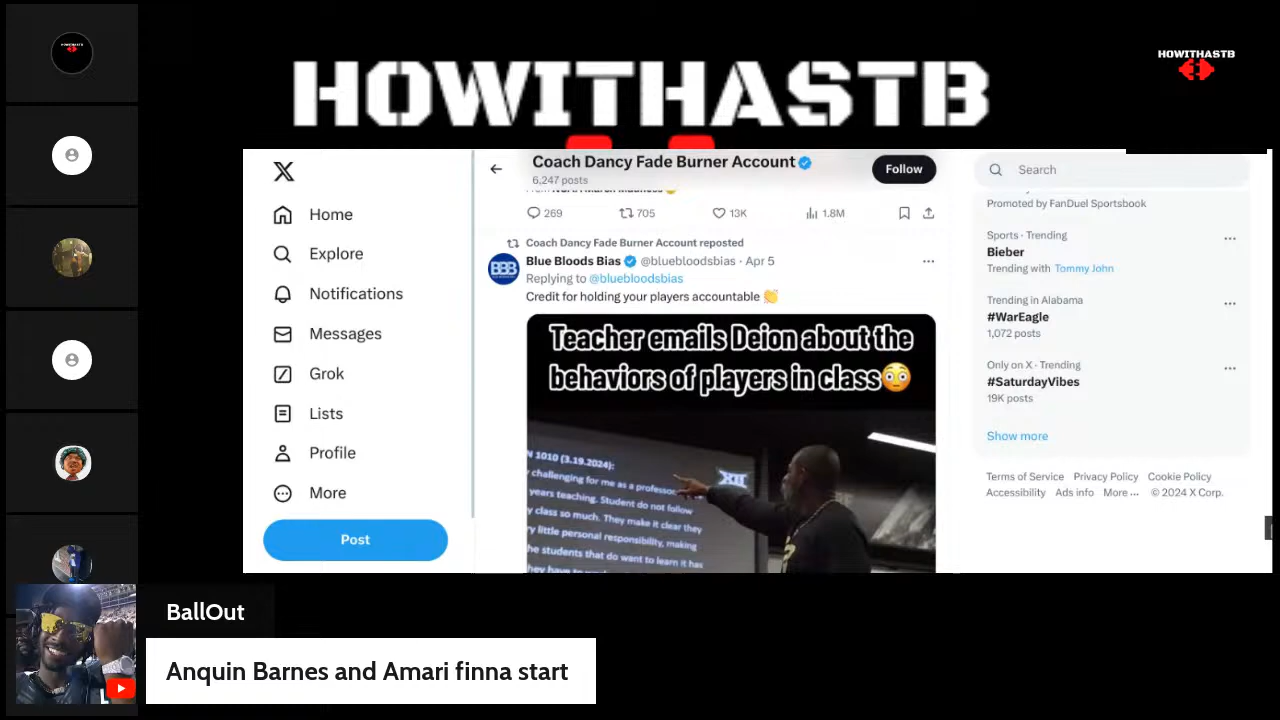 HOWITHASTB
HOWITHASTB
HOWITHASTB
Home
Explore
Notifications
Messages
Grok
Lists
Profile
More
Post
Coach Dancy Fade Burner Account
6,247 posts
Follow
269 705 13K 1.8M
Coach Dancy Fade Burner Account reposted
Blue Bloods Bias @bluebloodsbias · Apr 5
Replying to @bluebloodsbias
Credit for holding your players accountable 👏
BBB
Teacher emails Deion about the
behaviors of players in class😳
N 1010 (3.19.2024):
challenging for me as a professor
years teaching. Student do not follow
class so much. They make it clear they
little personal responsibility, making
he students that do want to learn it has
XII
Search
Promoted by FanDuel Sportsbook
Sports · Trending
Bieber
Trending with Tommy John
Trending in Alabama
#WarEagle
1,072 posts
Only on X · Trending
#SaturdayVibes
19K posts
Show more
Terms of Service Privacy Policy Cookie Policy
Accessibility Ads info More ··· © 2024 X Corp.
BallOut
Anquin Barnes and Amari finna start